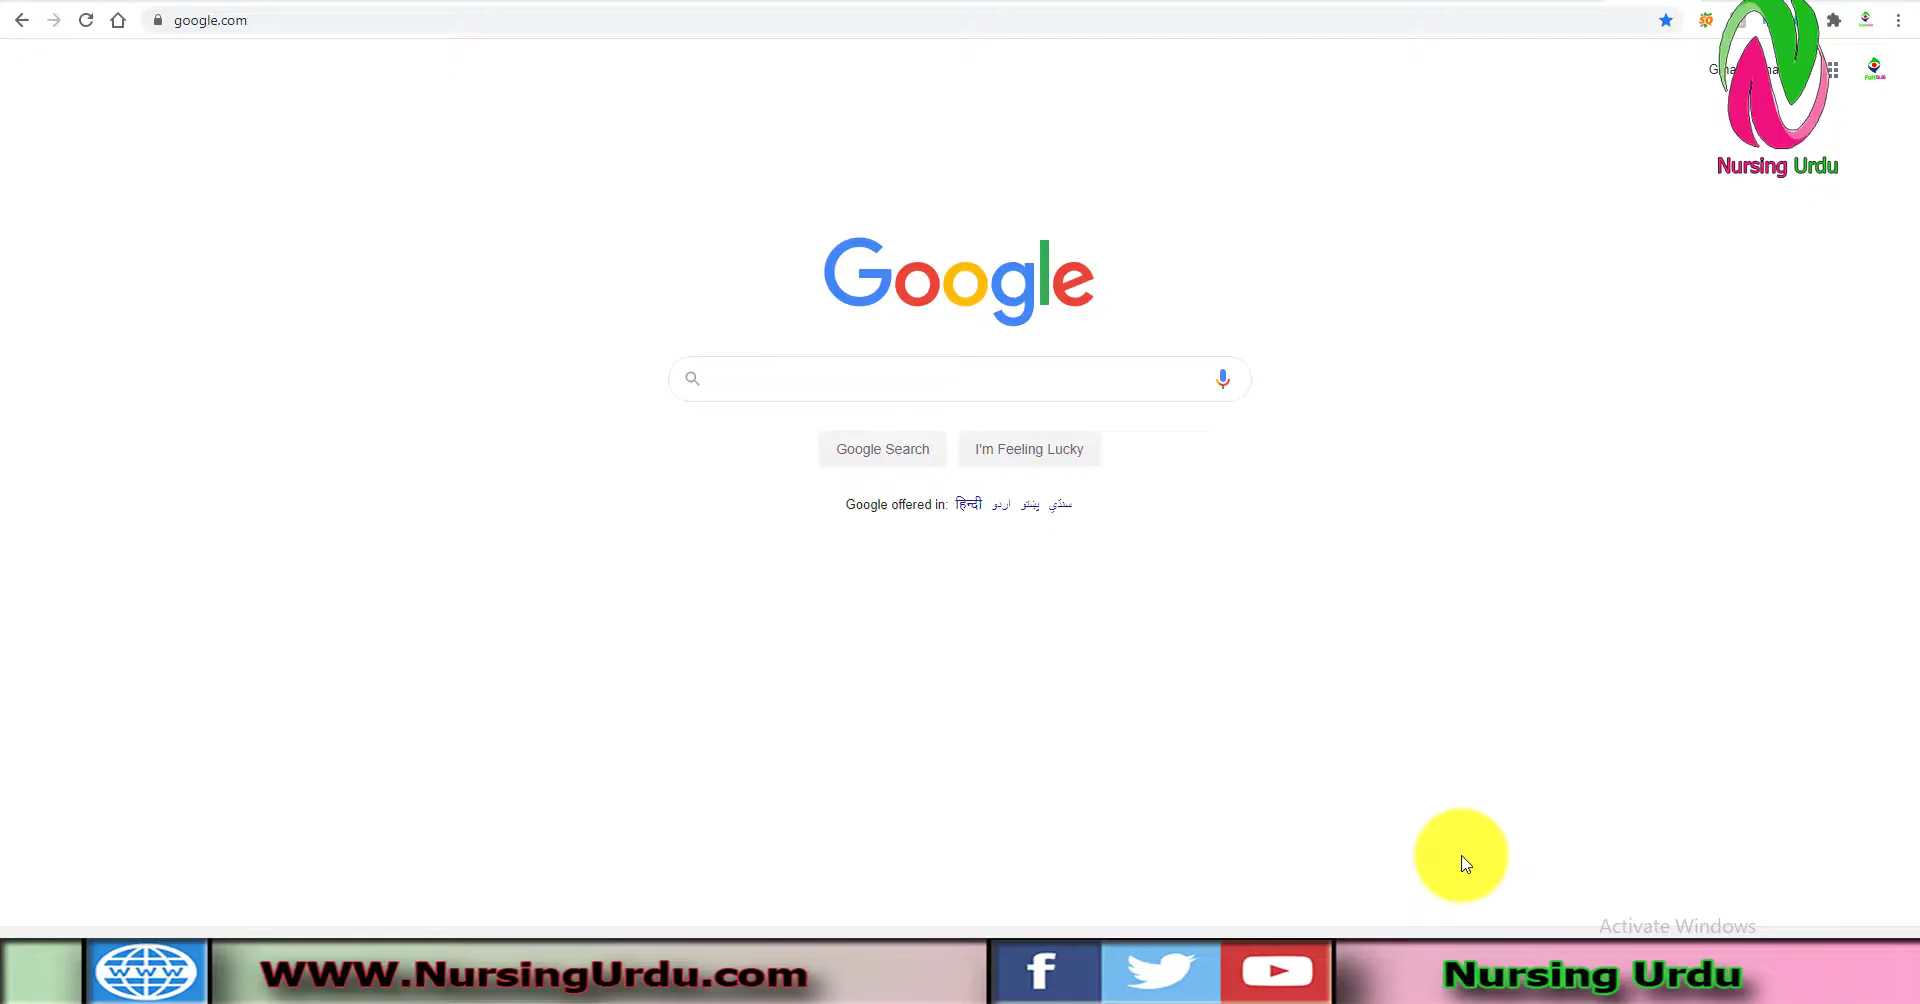 google.com
Nursing Urdu
Google
Google Search
I'm Feeling Lucky
Google offered in: हिन्दी اردو پښتو سنڌي
Activate Windows
WWW
WWW.NursingUrdu.com
Nursing Urdu